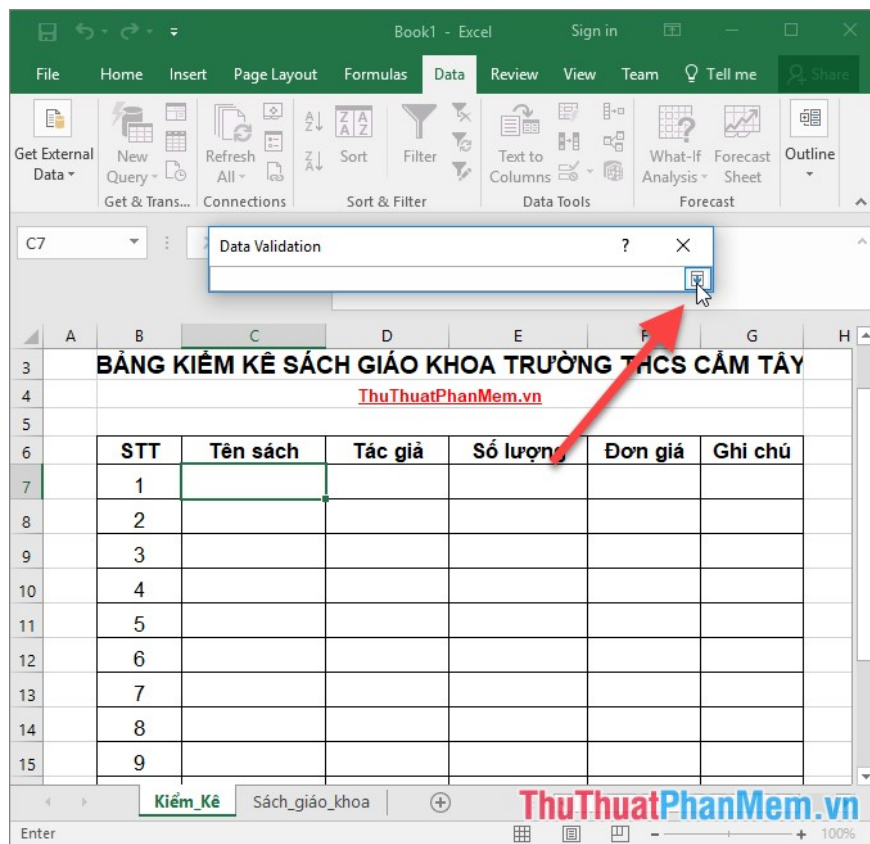 Book1 - Excel
Sign in
File Home Insert Page Layout Formulas Data Review View Team Tell me Share
Get External Data
New Query
Refresh All
Sort
Filter
Text to Columns
What-If Analysis
Forecast Sheet
Outline
Get & Trans... Connections Sort & Filter Data Tools Forecast
C7
Data Validation ?
A B C D E F G H
3 BẢNG KIỂM KÊ SÁCH GIÁO KHOA TRƯỜNG THCS CẨM TÂY
4 ThuThuatPhanMem.vn
5
6 STT Tên sách Tác giả Số lượng Đơn giá Ghi chú
7 1
8 2
9 3
10 4
11 5
12 6
13 7
14 8
15 9
Kiểm_Kê Sách_giáo_khoa
ThuThuatPhanMem.vn
Enter 100%